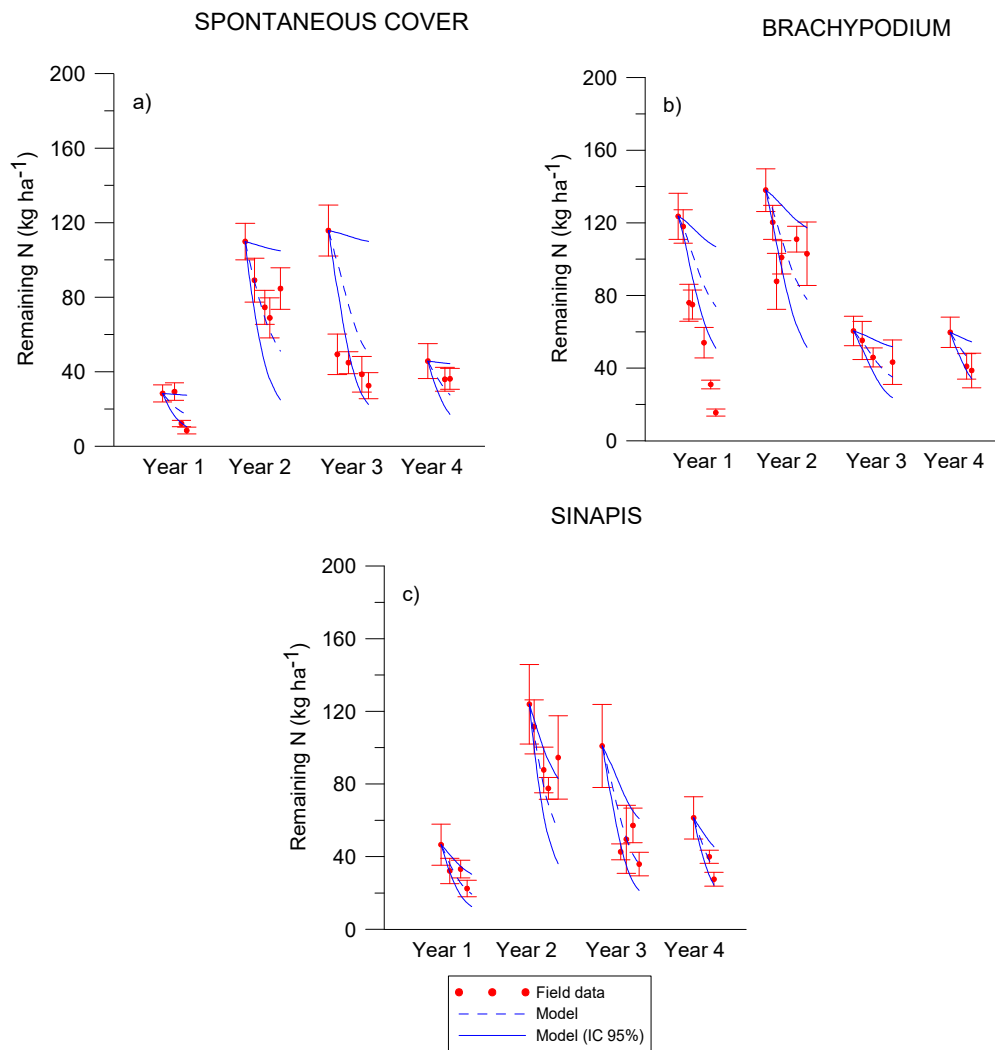 SPONTANEOUS COVER
BRACHYPODIUM
a)
Remaining N (kg ha⁻¹)
200
160
120
80
40
0
Year 1 Year 2 Year 3 Year 4
b)
Remaining N (kg ha⁻¹)
200
160
120
80
40
0
Year 1 Year 2 Year 3 Year 4
SINAPIS
c)
Remaining N (kg ha⁻¹)
200
160
120
80
40
0
Year 1 Year 2 Year 3 Year 4
Field data
Model
Model (IC 95%)